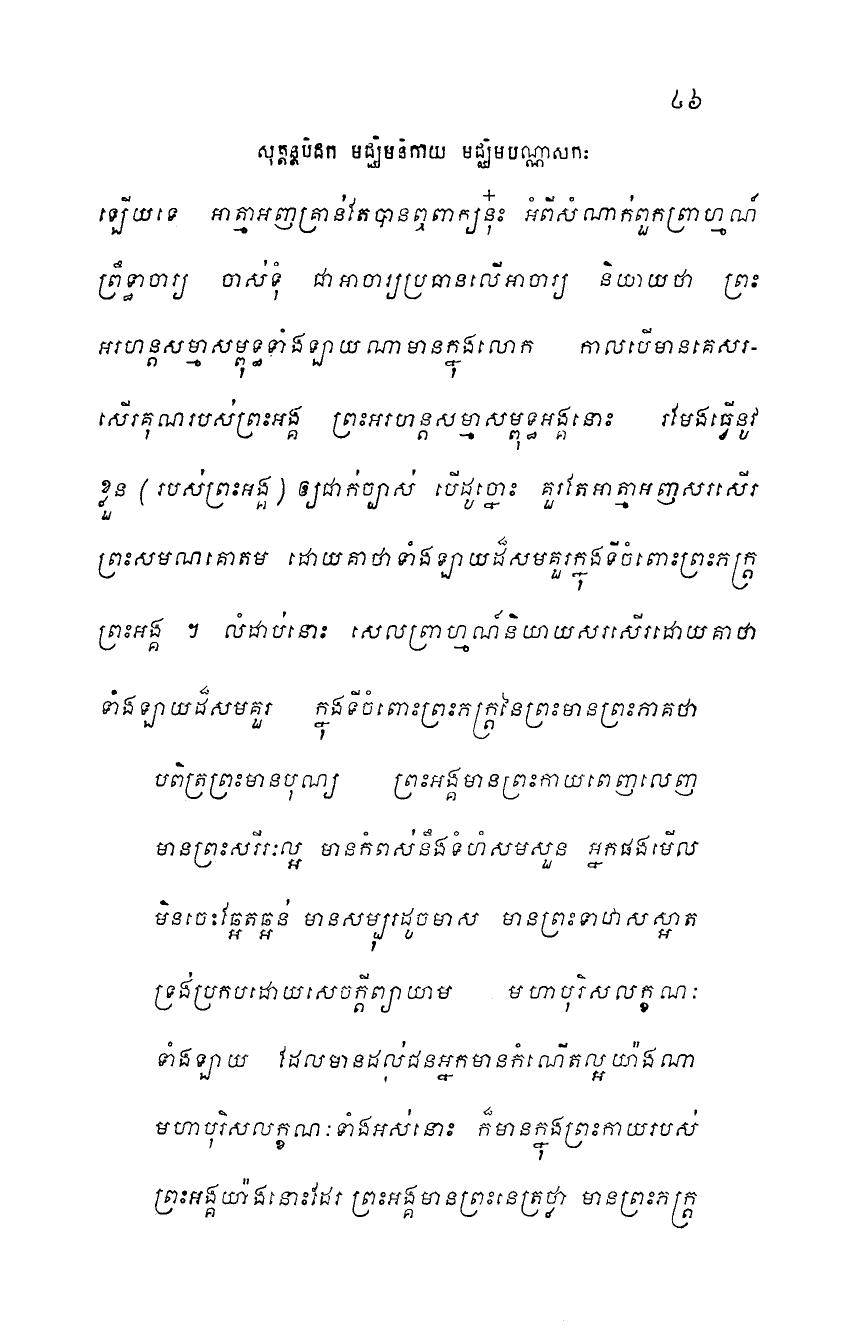 ៤៦
សុត្តន្តបិដក មជ្ឈិមនិកាយ មជ្ឈិមបណ្ណាសកៈ
ឡើយទេ អាត្មាអញគ្រាន់តែបានឮពាក្យនុ៎ះ អំពីសំណាក់ពួកព្រាហ្មណ៍
ព្រឹទ្ធាចារ្យ ចាស់ទុំ ជាអាចារ្យប្រធានលើអាចារ្យ និយាយថា ព្រះ
អរហន្តសម្មាសម្ពុទ្ធទាំងឡាយណាមានក្នុងលោក កាលបើមានគេសរ-
សើរគុណរបស់ព្រះអង្គ ព្រះអរហន្តសម្មាសម្ពុទ្ធអង្គនោះ រមែងធ្វើនូវ
ខ្លួន (របស់ព្រះអង្គ) ឲ្យជាក់ច្បាស់ បើដូច្នោះ គួរតែអាត្មាអញសរសើរ
ព្រះសមណគោតម ដោយគាថាទាំងឡាយដ៏សមគួរក្នុងទីចំពោះព្រះភក្ត្រ
ព្រះអង្គ ។ លំដាប់នោះ សេលព្រាហ្មណ៍និយាយសរសើរដោយគាថា
ទាំងឡាយដ៏សមគួរ ក្នុងទីចំពោះព្រះភក្ត្រនៃព្រះមានព្រះភាគថា
បពិត្រព្រះមានបុណ្យ ព្រះអង្គមានព្រះកាយពេញលេញ
មានព្រះសរីរៈល្អ មានកំពស់នឹងទំហំសមសួន អ្នកផងមើល
មិនចេះឆ្អែតឆ្អន់ មានសម្បុរដូចមាស មានព្រះទាឋាសស្អាត
ទ្រង់ប្រកបដោយសេចក្តីព្យាយាម មហាបុរិសលក្ខណៈ
ទាំងឡាយ ដែលមានដល់ជនអ្នកមានកំណើតល្អយ៉ាងណា
មហាបុរិសលក្ខណៈទាំងអស់នោះ ក៏មានក្នុងព្រះកាយរបស់
ព្រះអង្គយ៉ាងនោះដែរ ព្រះអង្គមានព្រះនេត្រថ្លា មានព្រះភក្ត្រ